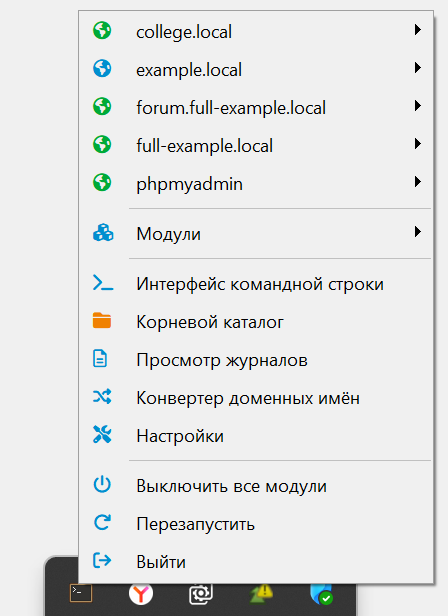 college.local
example.local
forum.full-example.local
full-example.local
phpmyadmin
Модули
Интерфейс командной строки
Корневой каталог
Просмотр журналов
Конвертер доменных имён
Настройки
Выключить все модули
Перезапустить
Выйти